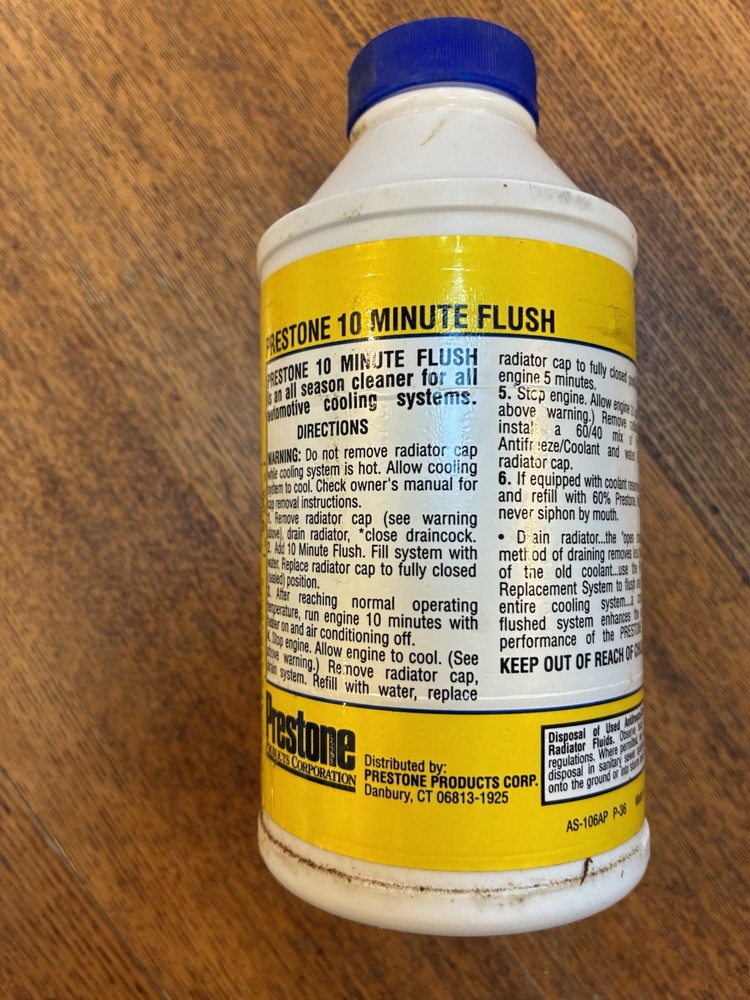 PRESTONE 10 MINUTE FLUSH
PRESTONE 10 MINUTE FLUSH
is an all season cleaner for all
automotive cooling systems.
DIRECTIONS
WARNING: Do not remove radiator cap
while cooling system is hot. Allow cooling
system to cool. Check owner's manual for
cap removal instructions.
1. Remove radiator cap (see warning
above), drain radiator, *close draincock.
2. Add 10 Minute Flush. Fill system with
water. Replace radiator cap to fully closed
(sealed) position.
3. After reaching normal operating
temperature, run engine 10 minutes with
heater on and air conditioning off.
4. Stop engine. Allow engine to cool. (See
above warning.) Remove radiator cap,
drain system. Refill with water, replace
radiator cap to fully closed
engine 5 minutes.
5. Stop engine. Allow engine
above warning.) Remove
install a 60/40 mix of
Antifreeze/Coolant and water
radiator cap.
6. If equipped with coolant
and refill with 60% Prestone
never siphon by mouth.
• Drain radiator...the "open
method of draining removes
of the old coolant...use the
Replacement System to flush
entire cooling system...a
flushed system enhances the
performance of the PRESTONE
KEEP OUT OF REACH OF
Prestone
PRODUCTS CORPORATION
Distributed by:
PRESTONE PRODUCTS CORP.
Danbury, CT 06813-1925
Disposal of Used
Radiator Fluids. Observe
regulations. Where permitted,
disposal in sanitary sewer
onto the ground or into
AS-106AP P-36